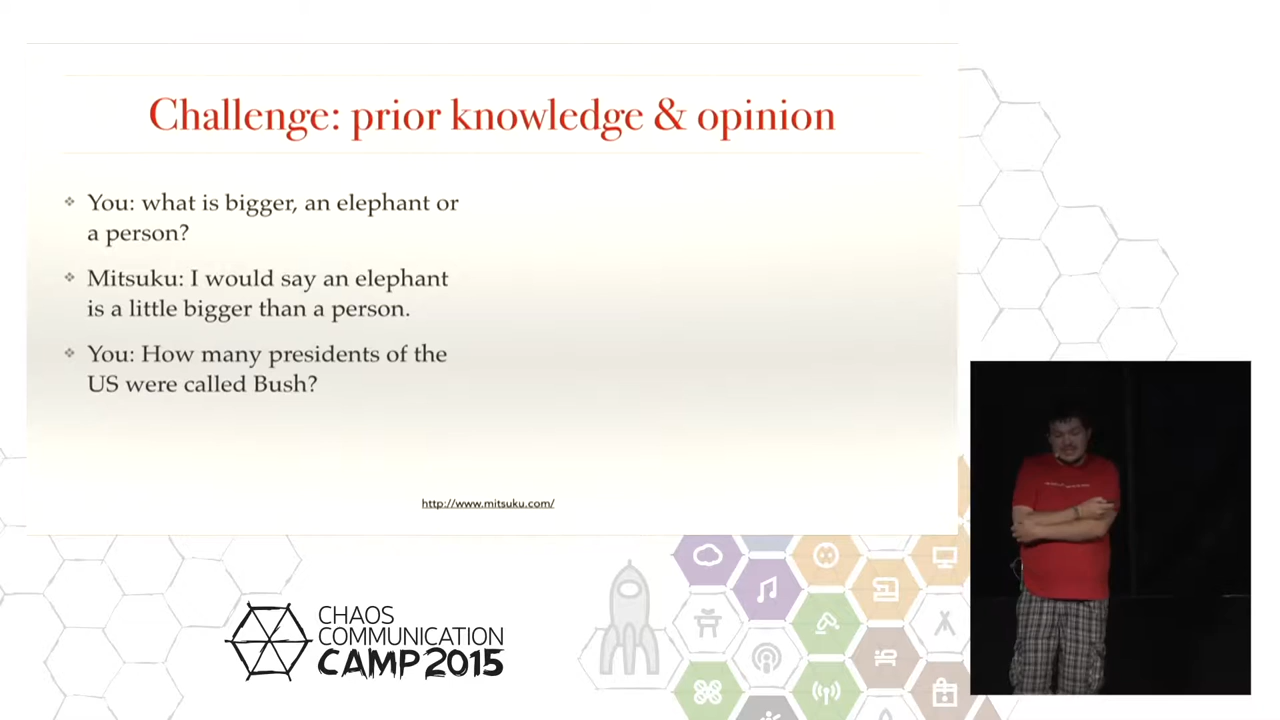 Challenge: prior knowledge & opinion
You: what is bigger, an elephant or
a person?
Mitsuku: I would say an elephant
is a little bigger than a person.
You: How many presidents of the
US were called Bush?
http://www.mitsuku.com/
CHAOS
COMMUNICATION
CAMP 2015